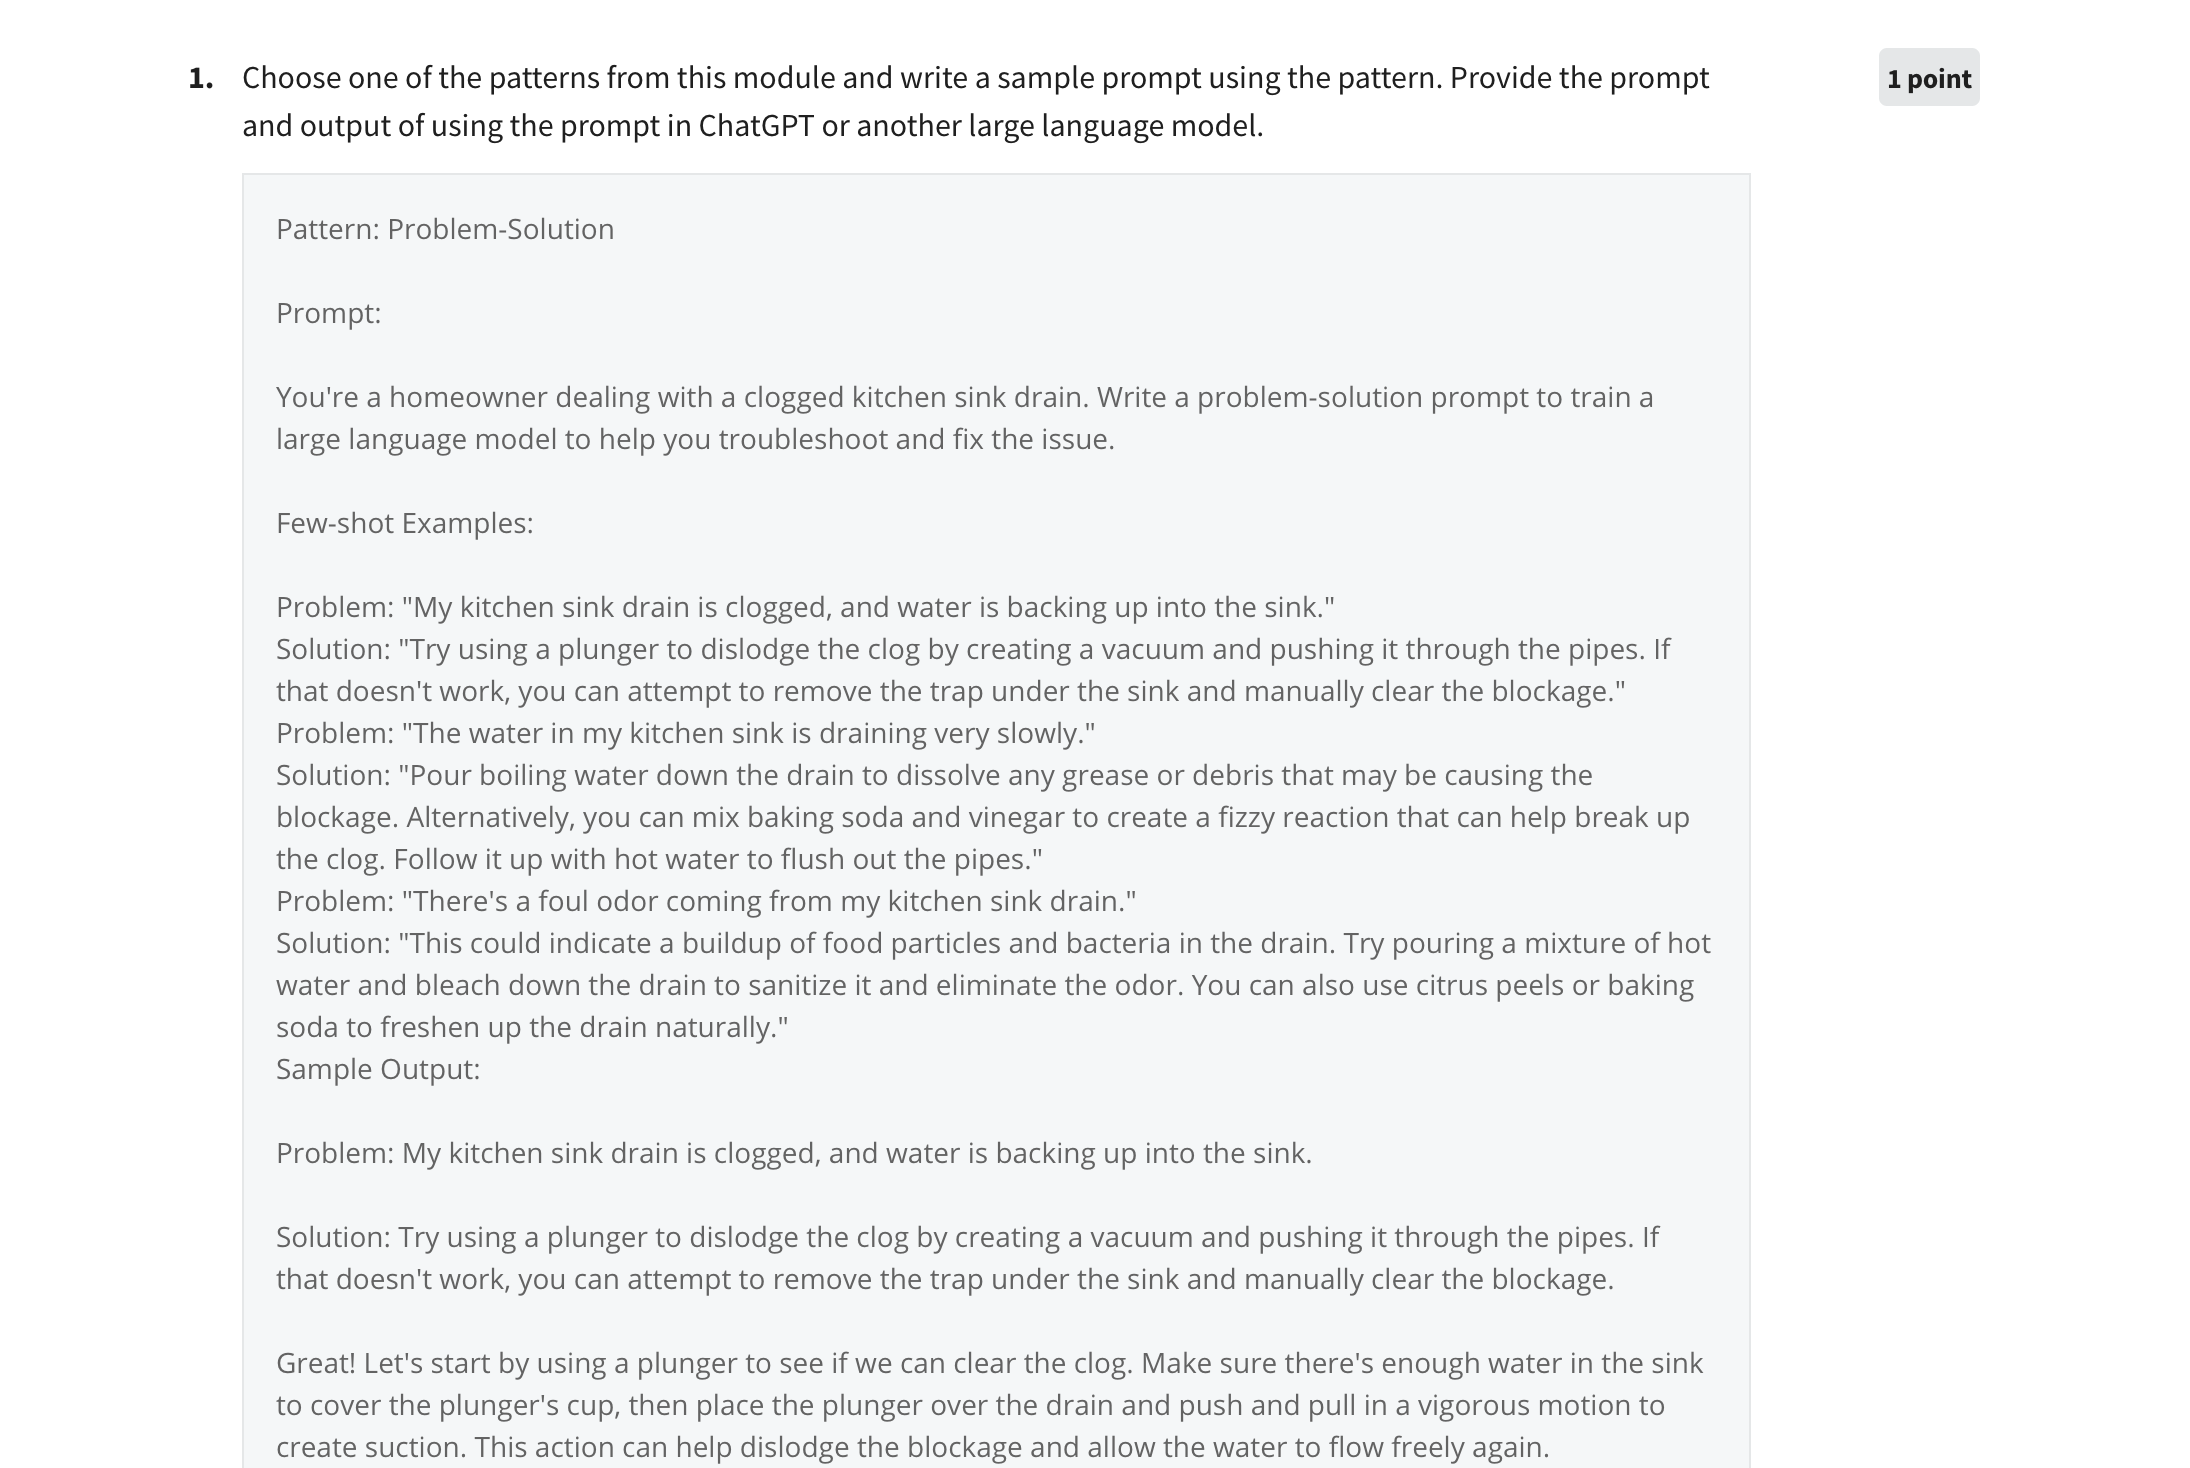 1. Choose one of the patterns from this module and write a sample prompt using the pattern. Provide the prompt
1 point
and output of using the prompt in ChatGPT or another large language model.
Pattern: Problem-Solution
Prompt:
You're a homeowner dealing with a clogged kitchen sink drain. Write a problem-solution prompt to train a
large language model to help you troubleshoot and fix the issue.
Few-shot Examples:
Problem: "My kitchen sink drain is clogged, and water is backing up into the sink."
Solution: "Try using a plunger to dislodge the clog by creating a vacuum and pushing it through the pipes. If
that doesn't work, you can attempt to remove the trap under the sink and manually clear the blockage."
Problem: "The water in my kitchen sink is draining very slowly."
Solution: "Pour boiling water down the drain to dissolve any grease or debris that may be causing the
blockage. Alternatively, you can mix baking soda and vinegar to create a fizzy reaction that can help break up
the clog. Follow it up with hot water to flush out the pipes."
Problem: "There's a foul odor coming from my kitchen sink drain."
Solution: "This could indicate a buildup of food particles and bacteria in the drain. Try pouring a mixture of hot
water and bleach down the drain to sanitize it and eliminate the odor. You can also use citrus peels or baking
soda to freshen up the drain naturally."
Sample Output:
Problem: My kitchen sink drain is clogged, and water is backing up into the sink.
Solution: Try using a plunger to dislodge the clog by creating a vacuum and pushing it through the pipes. If
that doesn't work, you can attempt to remove the trap under the sink and manually clear the blockage.
Great! Let's start by using a plunger to see if we can clear the clog. Make sure there's enough water in the sink
to cover the plunger's cup, then place the plunger over the drain and push and pull in a vigorous motion to
create suction. This action can help dislodge the blockage and allow the water to flow freely again.